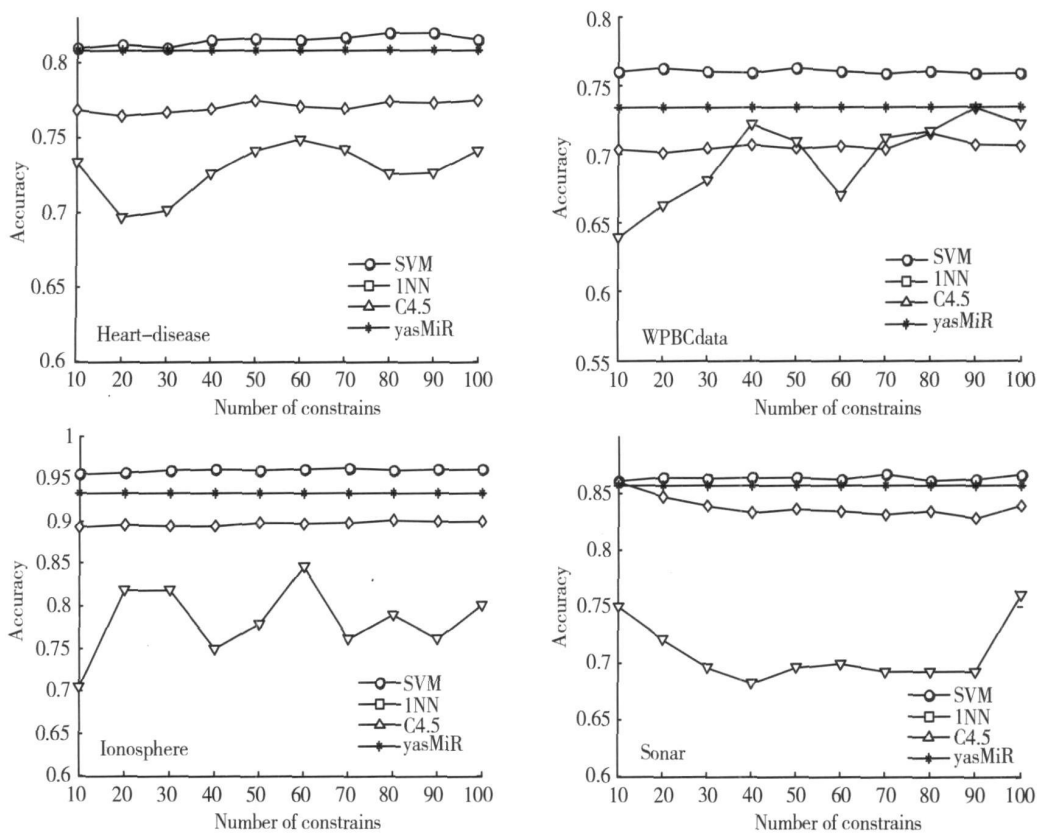 0.8
0.75
0.7
0.65
0.6
Accuracy
SVM
1NN
C4.5
yasMiR
Heart-disease
10 20 30 40 50 60 70 80 90 100
Number of constrains
0.8
0.75
0.7
0.65
0.6
0.55
Accuracy
SVM
1NN
C4.5
yasMiR
WPBCdata
10 20 30 40 50 60 70 80 90 100
Number of constrains
1
0.95
0.9
0.85
0.8
0.75
0.7
0.6
Accuracy
SVM
1NN
C4.5
yasMiR
Ionosphere
10 20 30 40 50 60 70 80 90 100
Number of constrains
0.85
0.8
0.75
0.7
0.65
0.6
Accuracy
SVM
1NN
C4.5
yasMiR
Sonar
10 20 30 40 50 60 70 80 90 100
Number of constrains